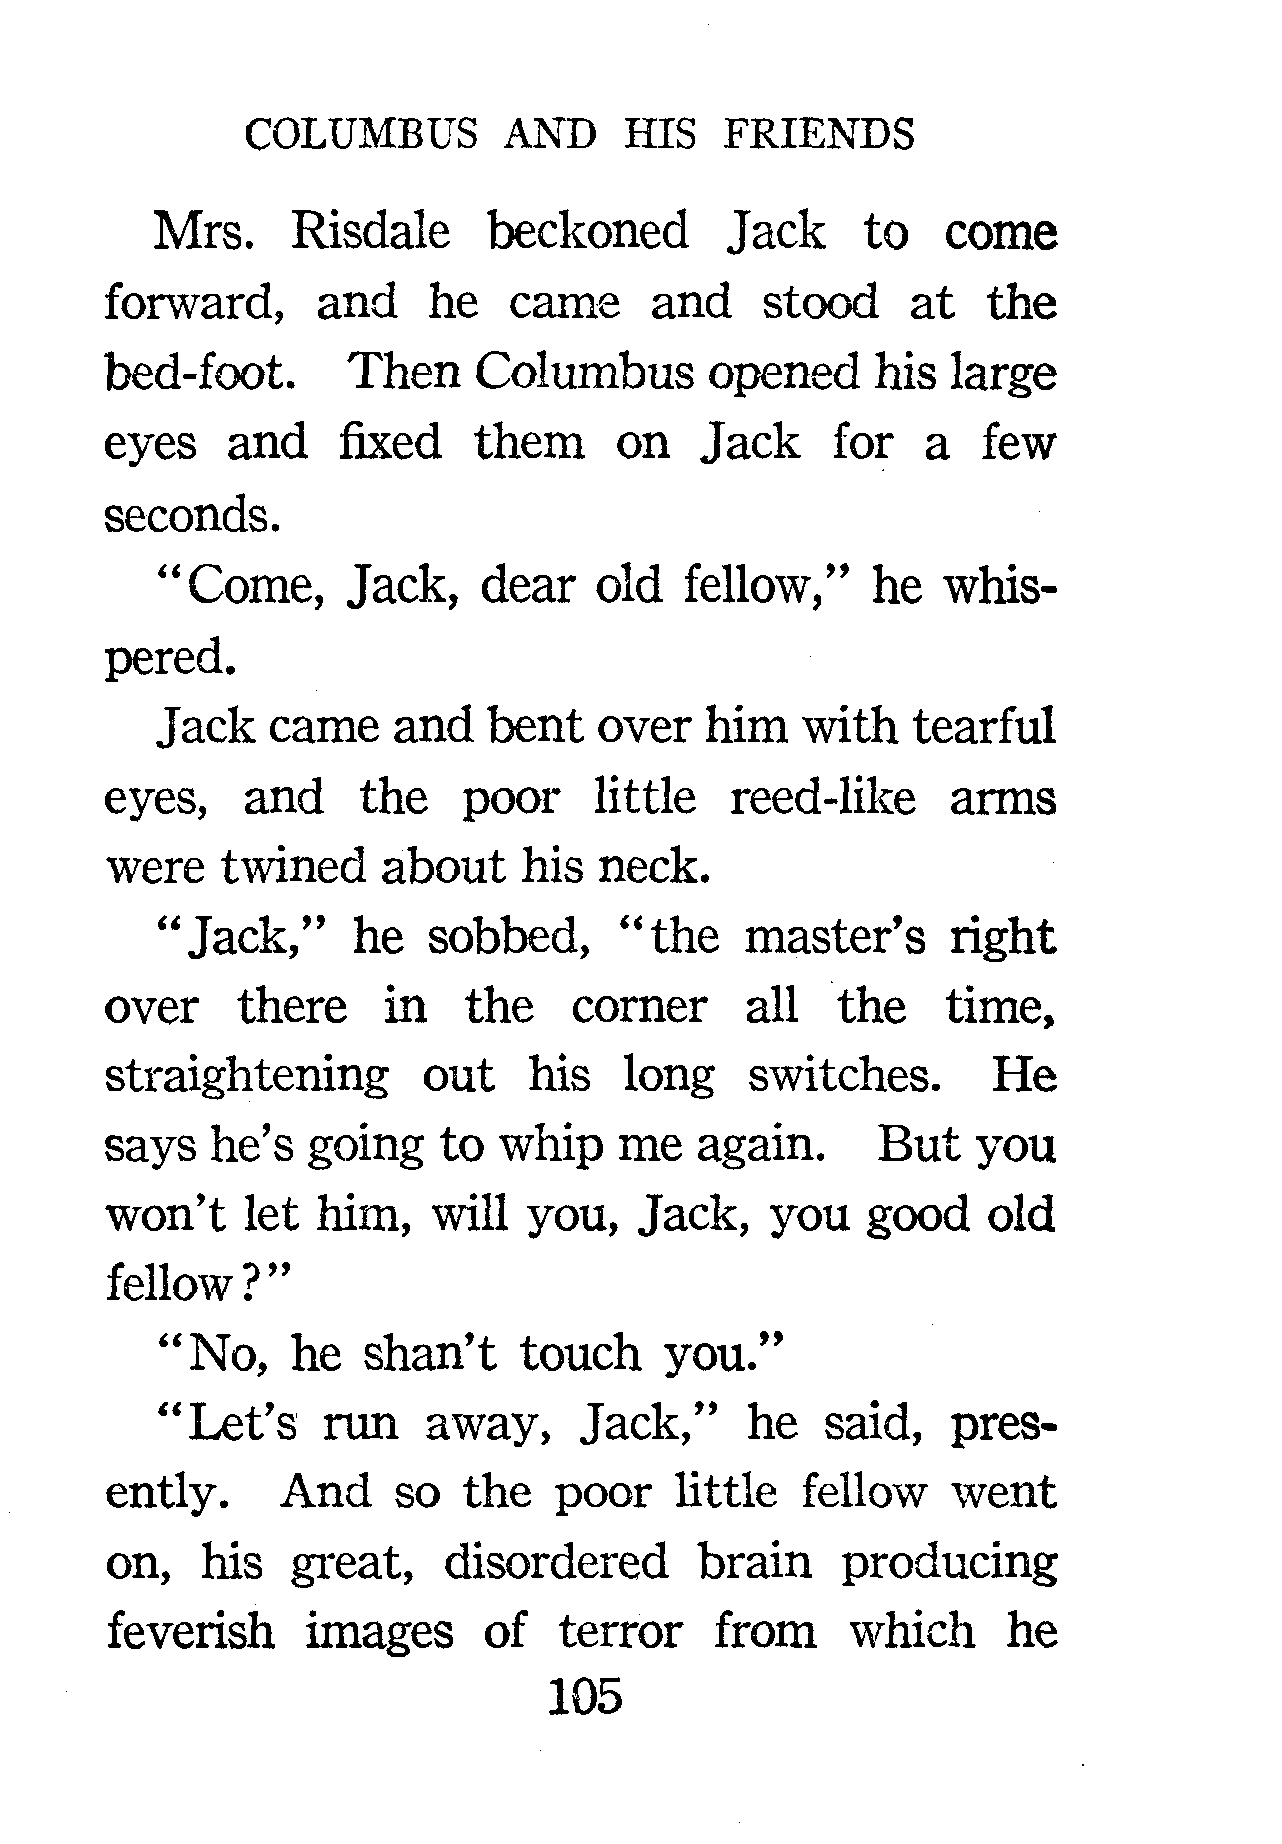 COLUMBUS AND HIS FRIENDS
Mrs. Risdale beckoned Jack to come
forward, and he came and stood at the
bed-foot. Then Columbus opened his large
eyes and fixed them on Jack for a few
seconds.
"Come, Jack, dear old fellow," he whis-
pered.
Jack came and bent over him with tearful
eyes, and the poor little reed-like arms
were twined about his neck.
"Jack," he sobbed, "the master's right
over there in the corner all the time,
straightening out his long switches. He
says he's going to whip me again. But you
won't let him, will you, Jack, you good old
fellow?"
"No, he shan't touch you."
"Let's run away, Jack," he said, pres-
ently. And so the poor little fellow went
on, his great, disordered brain producing
feverish images of terror from which he
105